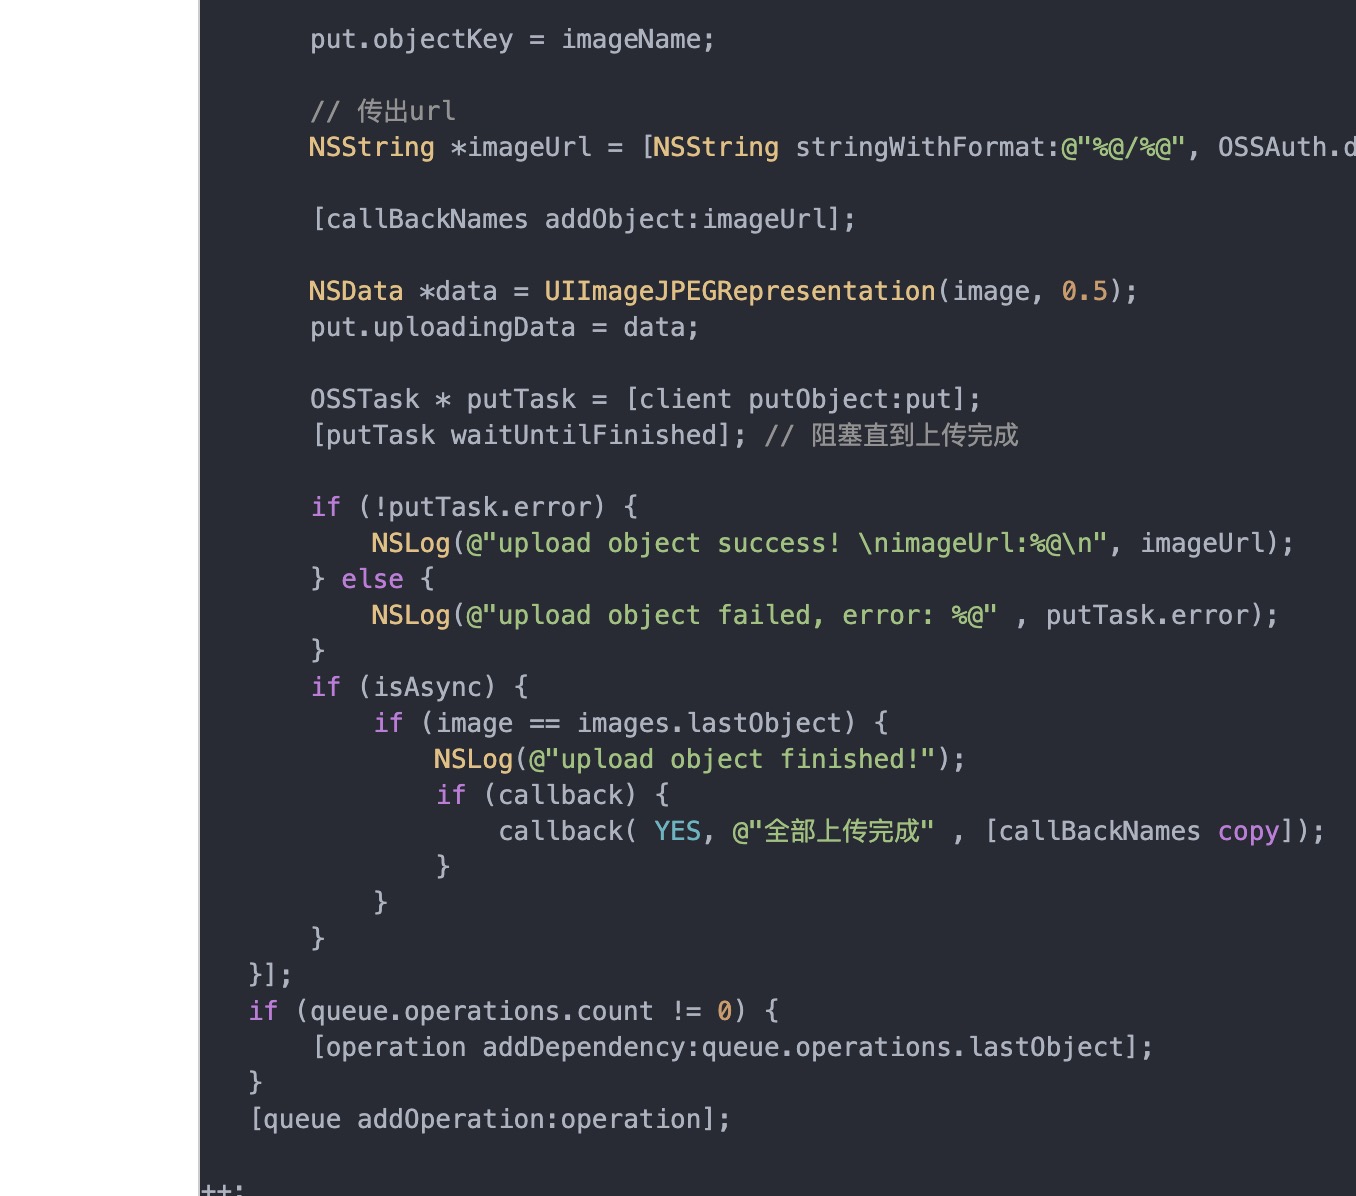 put.objectKey = imageName;
// 传出url
NSString *imageUrl = [NSString stringWithFormat:@"%@/%@", OSSAuth.d
[callBackNames addObject:imageUrl];
NSData *data = UIImageJPEGRepresentation(image, 0.5);
put.uploadingData = data;
OSSTask * putTask = [client putObject:put];
[putTask waitUntilFinished]; // 阻塞直到上传完成
if (!putTask.error) {
NSLog(@"upload object success! \nimageUrl:%@\n", imageUrl);
} else {
NSLog(@"upload object failed, error: %@" , putTask.error);
}
if (isAsync) {
if (image == images.lastObject) {
NSLog(@"upload object finished!");
if (callback) {
callback( YES, @"全部上传完成" , [callBackNames copy]);
}
}
}
}];
if (queue.operations.count != 0) {
[operation addDependency:queue.operations.lastObject];
}
[queue addOperation:operation];
++;